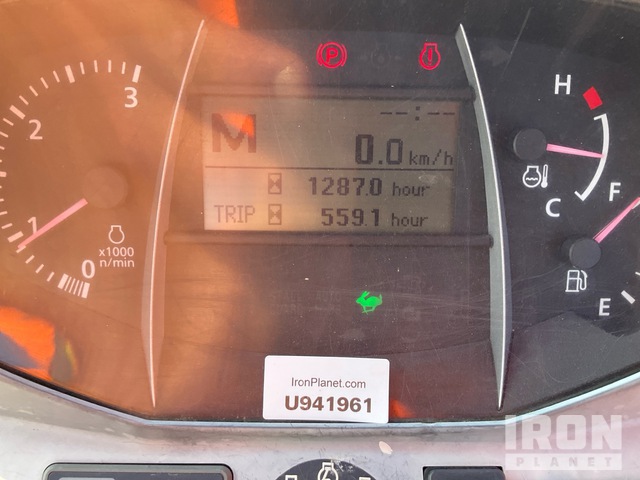 P
3
2
1
0
x1000
n/min
M
--:--
0.0 km/h
1287.0 hour
TRIP 559.1 hour
H
C
F
E
IronPlanet.com
U941961
IRON
PLANET